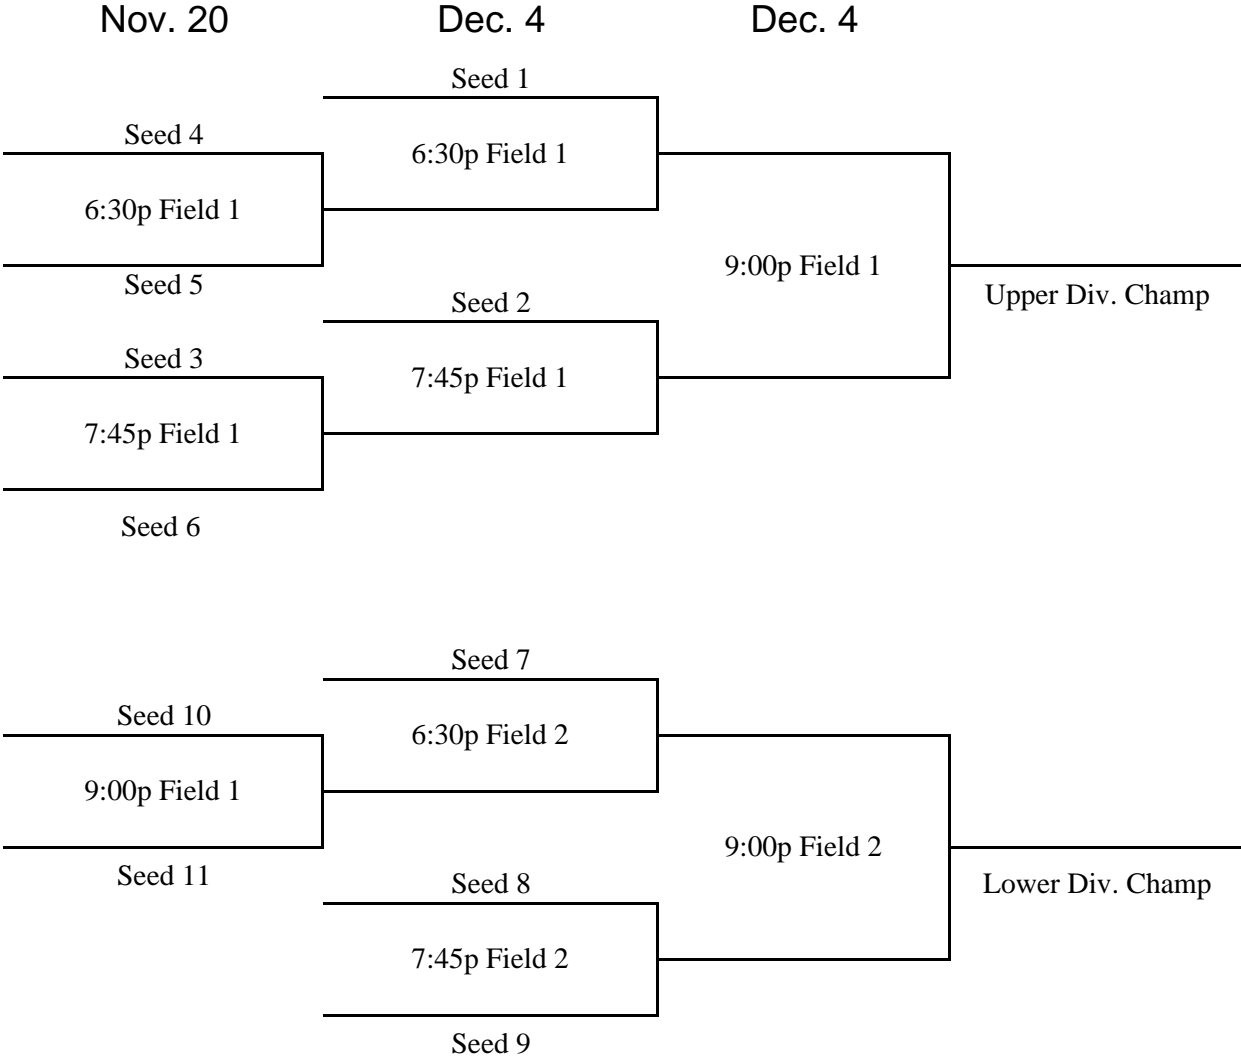 Nov. 20
Dec. 4
Dec. 4
Seed 1
Seed 4
6:30p Field 1
6:30p Field 1
9:00p Field 1
Seed 5
Upper Div. Champ
Seed 2
Seed 3
7:45p Field 1
7:45p Field 1
Seed 6
Seed 7
Seed 10
6:30p Field 2
9:00p Field 1
9:00p Field 2
Seed 11
Seed 8
Lower Div. Champ
7:45p Field 2
Seed 9